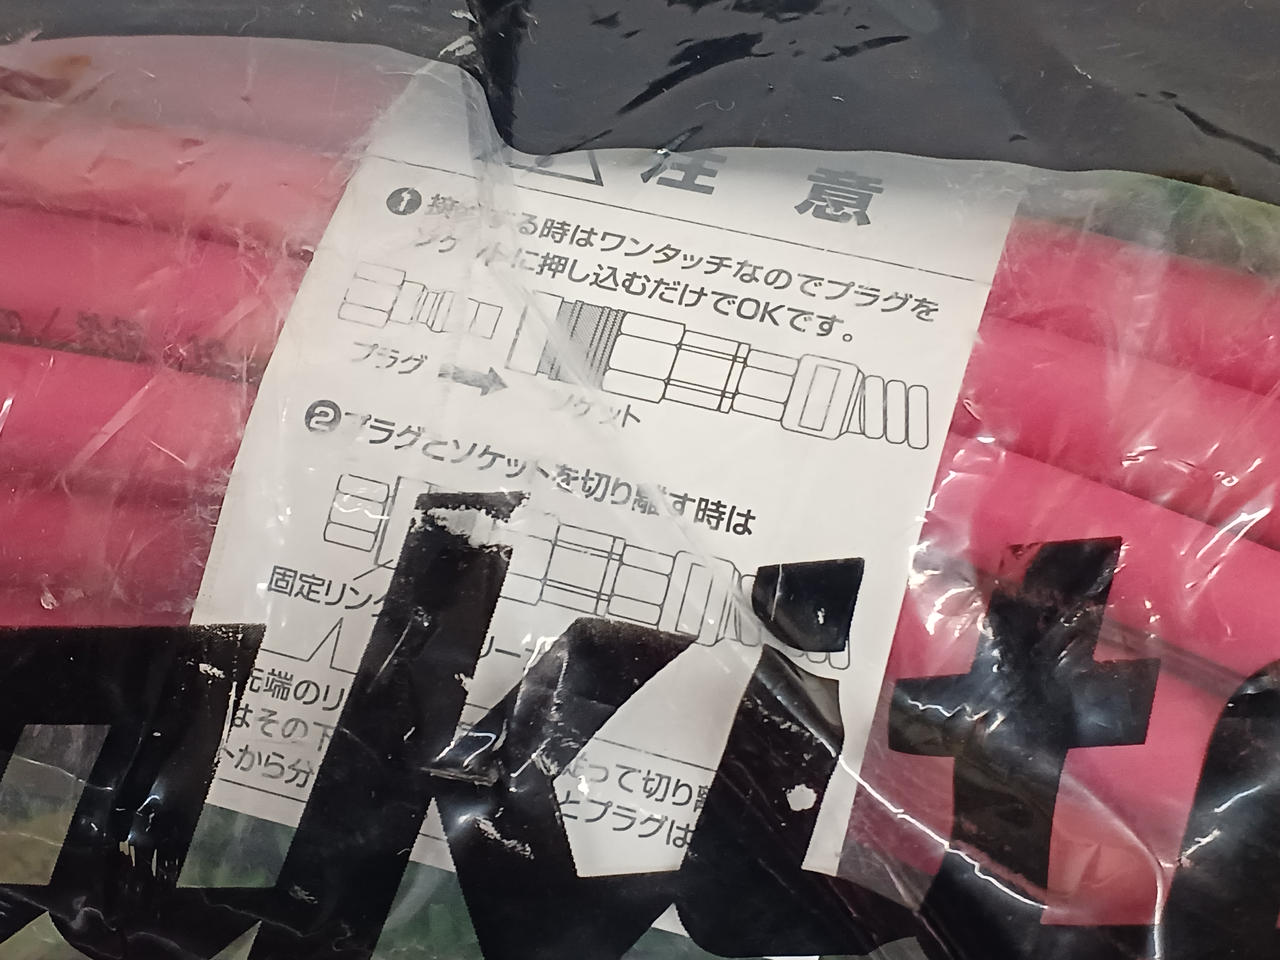 注意
❶接続する時はワンタッチなのでプラグを
ソケットに押し込むだけでOKです。
プラグ
ソケット
❷プラグとソケットを切り離す時は
固定リング
先端のリ
はその下
トから分
って切り離
とプラグは
akit